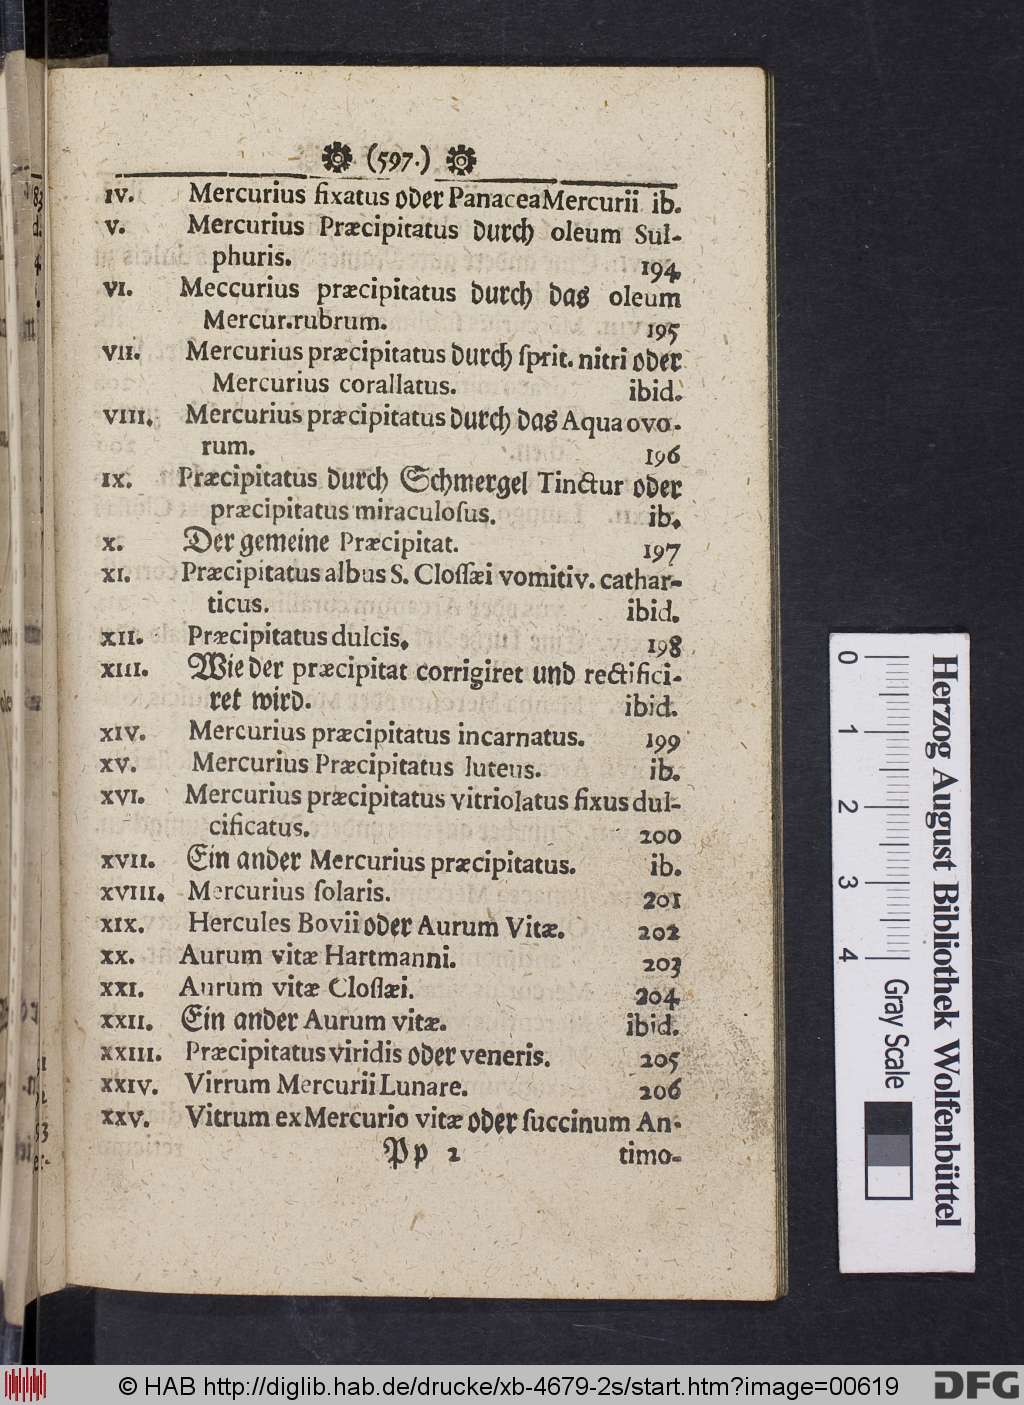 (597.)
IV. Mercurius fixatus oder Panacea Mercurii ib.
V. Mercurius Præcipitatus durch oleum Sul-
phuris. 194
VI. Meccurius præcipitatus durch das oleum
Mercur. rubrum. 195
VII. Mercurius præcipitatus durch ſprit. nitri oder
Mercurius corallatus. ibid.
VIII. Mercurius præcipitatus durch das Aqua ovo-
rum. 196
IX. Præcipitatus durch Schmergel Tinctur oder
præcipitatus miraculoſus. ib.
X. Der gemeine Præcipitat. 197
XI. Præcipitatus albus S. Cloſſæi vomitiv. cathar-
ticus. ibid.
XII. Præcipitatus dulcis. 198
XIII. Wie der præcipitat corrigiret und rectifici-
ret wird. ibid.
XIV. Mercurius præcipitatus incarnatus. 199
XV. Mercurius Præcipitatus luteus. ib.
XVI. Mercurius præcipitatus vitriolatus fixus dul-
cificatus. 200
XVII. Ein ander Mercurius præcipitatus. ib.
XVIII. Mercurius ſolaris. 201
XIX. Hercules Bovii oder Aurum Vitæ. 202
XX. Aurum vitæ Hartmanni. 203
XXI. Aurum vitæ Cloſſæi. 204
XXII. Ein ander Aurum vitæ. ibid.
XXIII. Præcipitatus viridis oder veneris. 205
XXIV. Virrum Mercurii Lunare. 206
XXV. Vitrum ex Mercurio vitæ oder ſuccinum An-
Pp 2 timo-
Herzog August Bibliothek Wolfenbüttel
0 1 2 3 4 Gray Scale
© HAB http://diglib.hab.de/drucke/xb-4679-2s/start.htm?image=00619
DFG